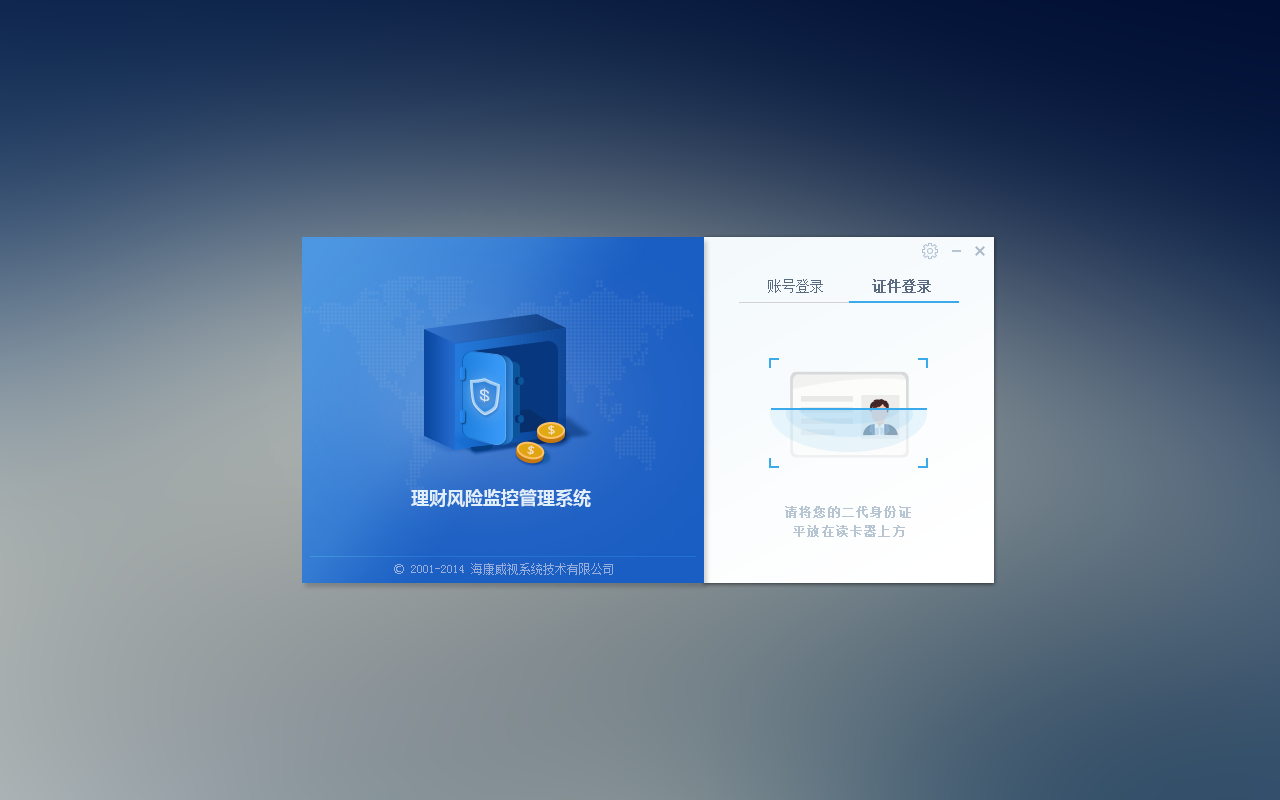 账号登录
证件登录
理财风险监控管理系统
请将您的二代身份证
平放在读卡器上方
© 2001-2014 海康威视系统技术有限公司